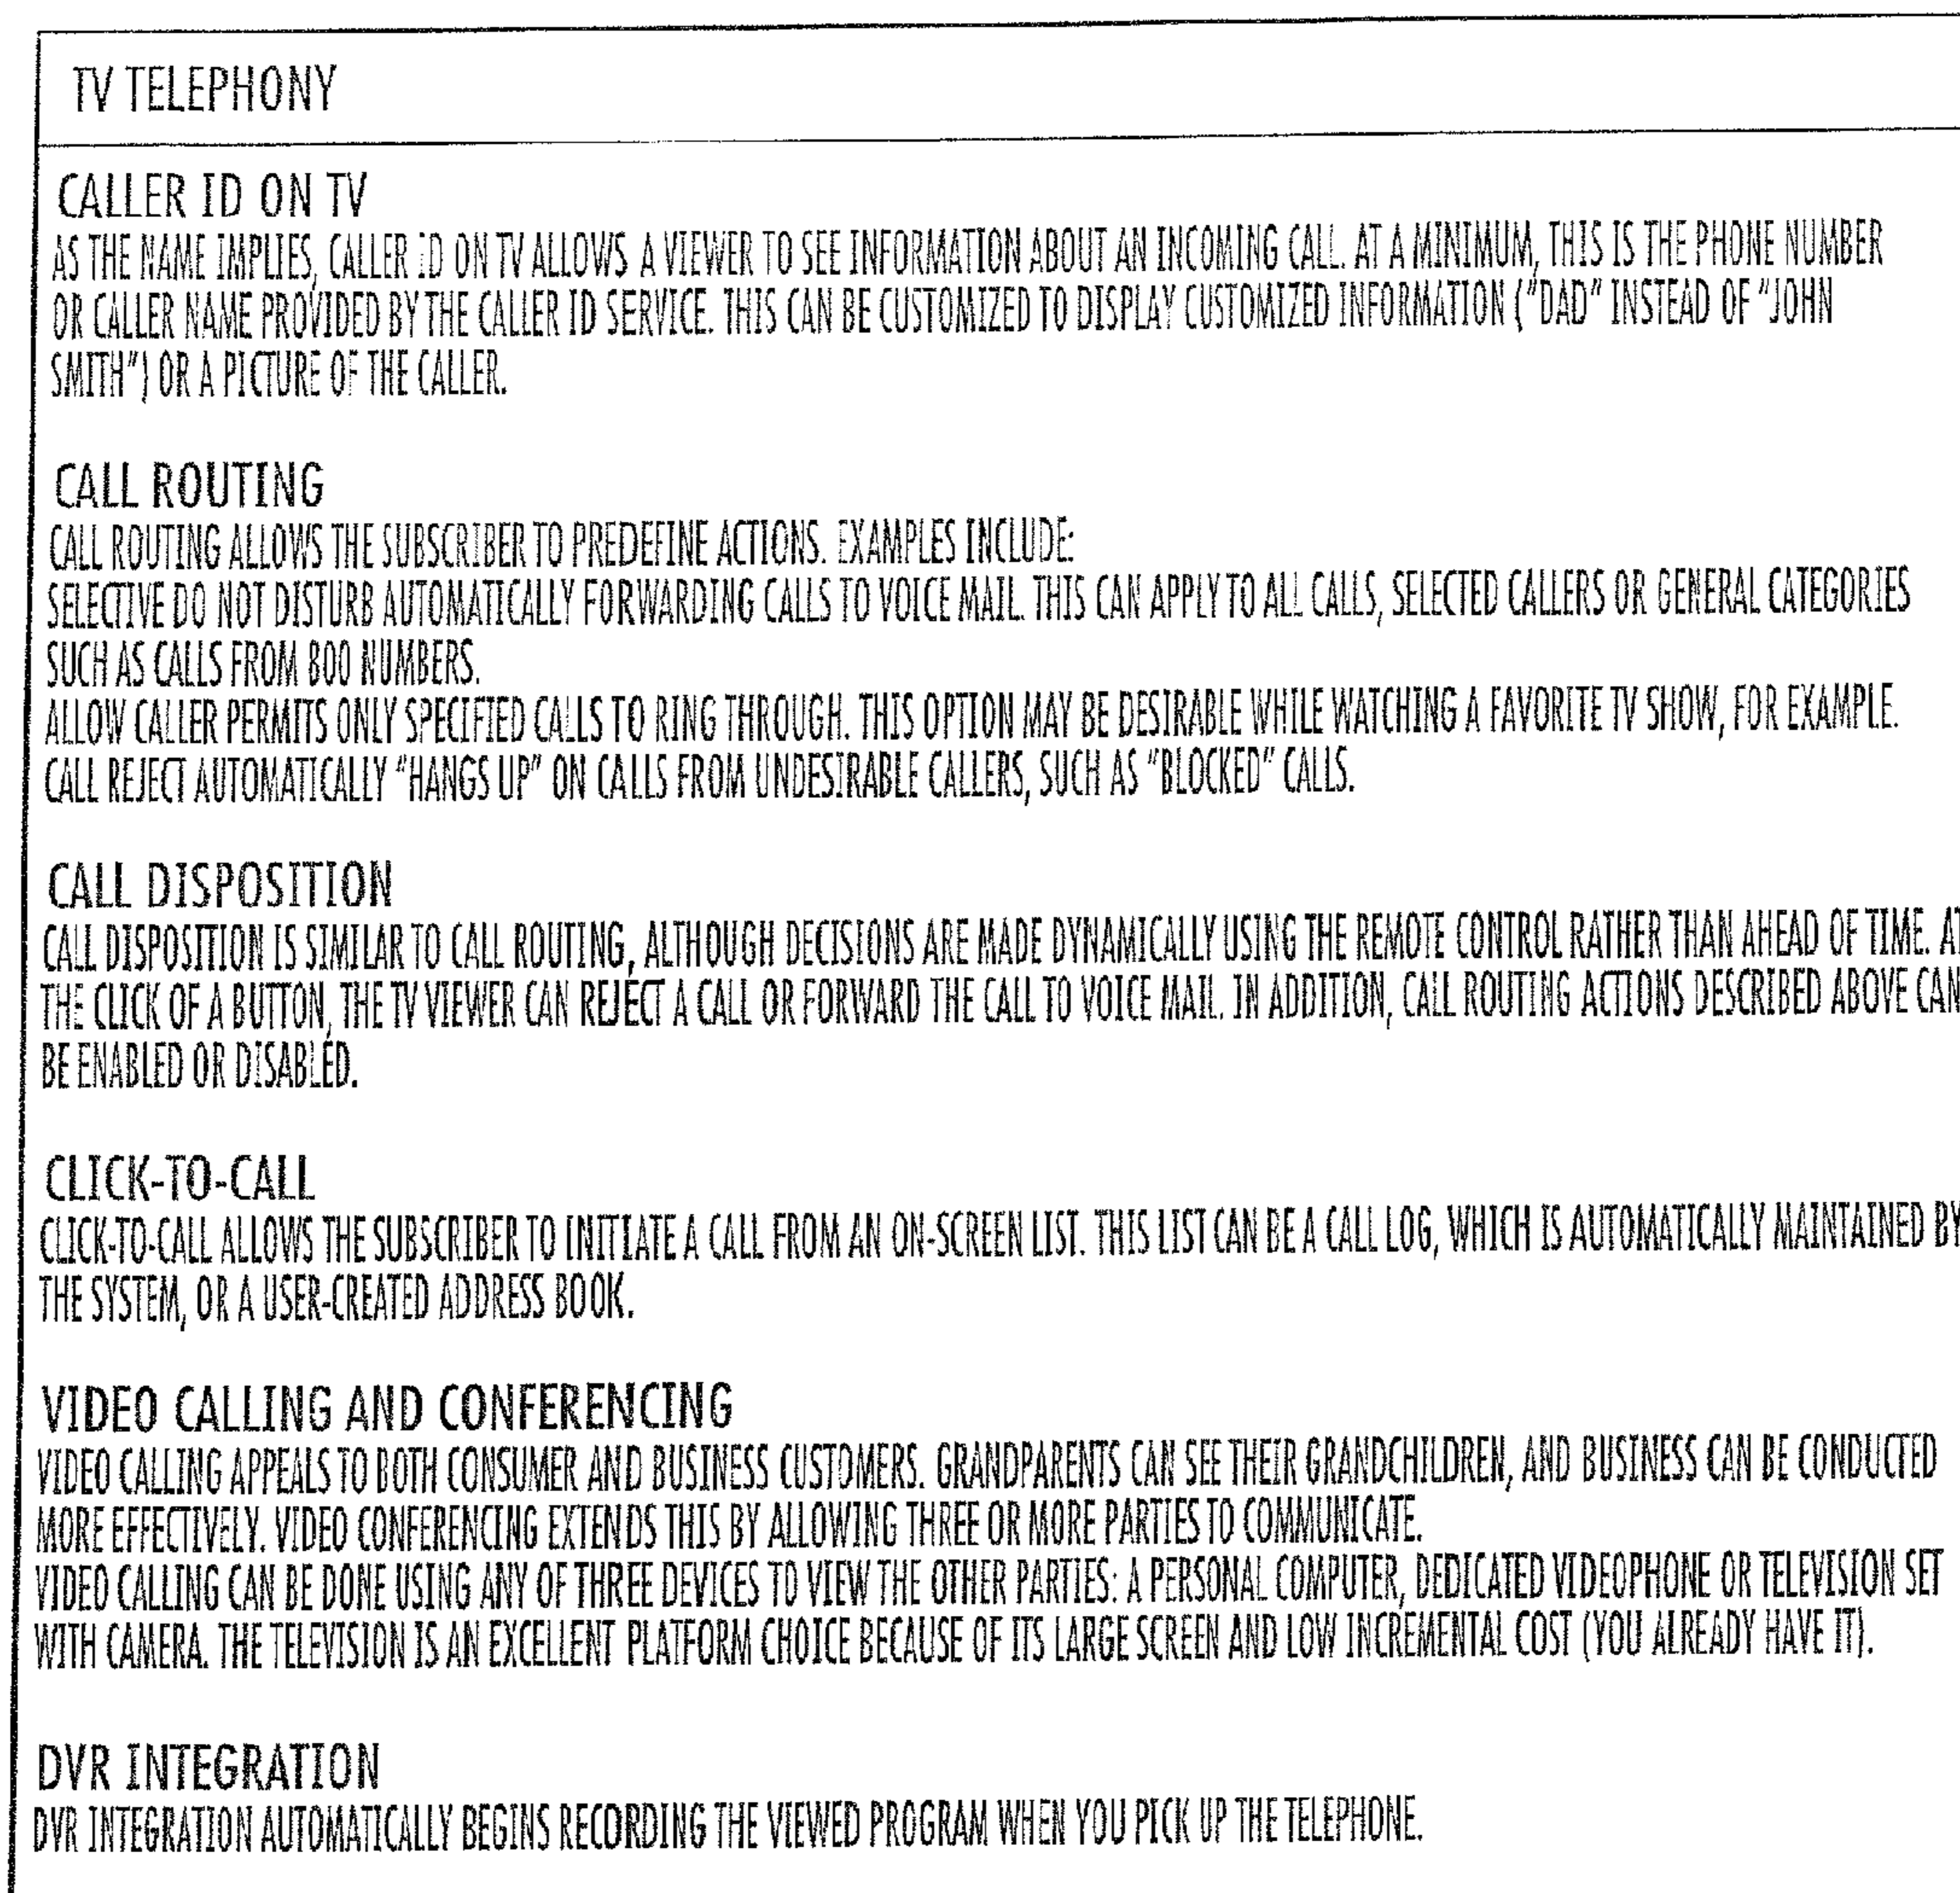 TV TELEPHONY
CALLER ID ON TV
AS THE NAME IMPLIES, CALLER ID ON TV ALLOWS A VIEWER TO SEE INFORMATION ABOUT AN INCOMING CALL. AT A MINIMUM, THIS IS THE PHONE NUMBER
OR CALLER NAME PROVIDED BY THE CALLER ID SERVICE. THIS CAN BE CUSTOMIZED TO DISPLAY CUSTOMIZED INFORMATION ("DAD" INSTEAD OF "JOHN
SMITH") OR A PICTURE OF THE CALLER.
CALL ROUTING
CALL ROUTING ALLOWS THE SUBSCRIBER TO PREDEFINE ACTIONS. EXAMPLES INCLUDE:
SELECTIVE DO NOT DISTURB AUTOMATICALLY FORWARDING CALLS TO VOICE MAIL. THIS CAN APPLY TO ALL CALLS, SELECTED CALLERS OR GENERAL CATEGORIES
SUCH AS CALLS FROM 800 NUMBERS.
ALLOW CALLER PERMITS ONLY SPECIFIED CALLS TO RING THROUGH. THIS OPTION MAY BE DESIRABLE WHILE WATCHING A FAVORITE TV SHOW, FOR EXAMPLE.
CALL REJECT AUTOMATICALLY "HANGS UP" ON CALLS FROM UNDESIRABLE CALLERS, SUCH AS "BLOCKED" CALLS.
CALL DISPOSITION
CALL DISPOSITION IS SIMILAR TO CALL ROUTING, ALTHOUGH DECISIONS ARE MADE DYNAMICALLY USING THE REMOTE CONTROL RATHER THAN AHEAD OF TIME. AT
THE CLICK OF A BUTTON, THE TV VIEWER CAN REJECT A CALL OR FORWARD THE CALL TO VOICE MAIL. IN ADDITION, CALL ROUTING ACTIONS DESCRIBED ABOVE CAN
BE ENABLED OR DISABLED.
CLICK-TO-CALL
CLICK-TO-CALL ALLOWS THE SUBSCRIBER TO INITIATE A CALL FROM AN ON-SCREEN LIST. THIS LIST CAN BE A CALL LOG, WHICH IS AUTOMATICALLY MAINTAINED BY
THE SYSTEM, OR A USER-CREATED ADDRESS BOOK.
VIDEO CALLING AND CONFERENCING
VIDEO CALLING APPEALS TO BOTH CONSUMER AND BUSINESS CUSTOMERS. GRANDPARENTS CAN SEE THEIR GRANDCHILDREN, AND BUSINESS CAN BE CONDUCTED
MORE EFFECTIVELY. VIDEO CONFERENCING EXTENDS THIS BY ALLOWING THREE OR MORE PARTIES TO COMMUNICATE.
VIDEO CALLING CAN BE DONE USING ANY OF THREE DEVICES TO VIEW THE OTHER PARTIES: A PERSONAL COMPUTER, DEDICATED VIDEOPHONE OR TELEVISION SET
WITH CAMERA. THE TELEVISION IS AN EXCELLENT PLATFORM CHOICE BECAUSE OF ITS LARGE SCREEN AND LOW INCREMENTAL COST (YOU ALREADY HAVE IT).
DVR INTEGRATION
DVR INTEGRATION AUTOMATICALLY BEGINS RECORDING THE VIEWED PROGRAM WHEN YOU PICK UP THE TELEPHONE.